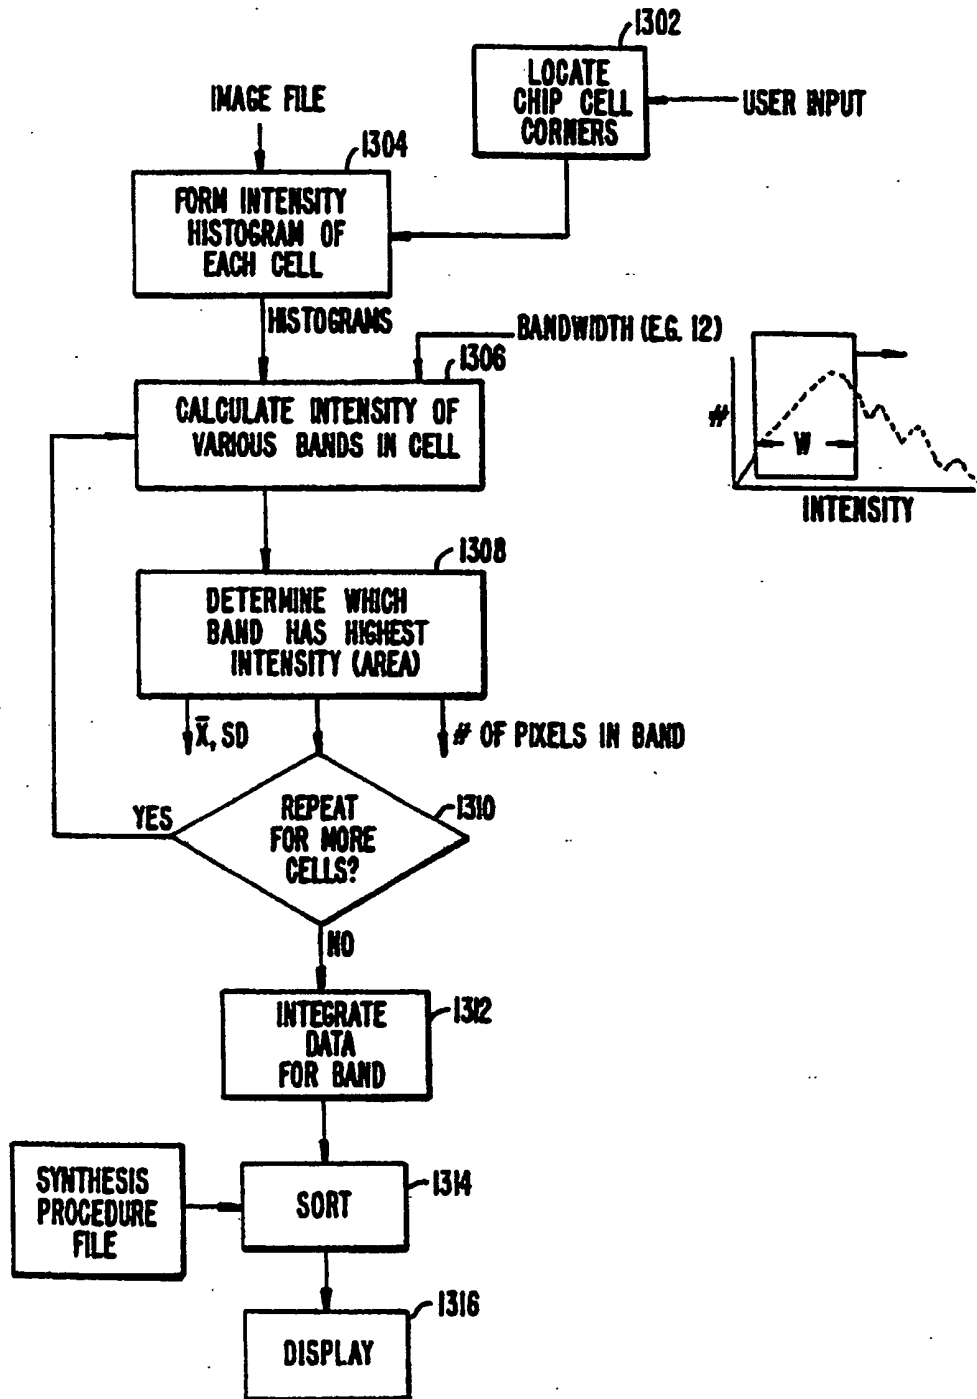 1302
LOCATE
CHIP CELL
CORNERS
USER INPUT
IMAGE FILE
1304
FORM INTENSITY
HISTOGRAM OF
EACH CELL
HISTOGRAMS
BANDWIDTH (E.G. 12)
1306
CALCULATE INTENSITY OF
VARIOUS BANDS IN CELL
#
W
INTENSITY
1308
DETERMINE WHICH
BAND HAS HIGHEST
INTENSITY (AREA)
X̄, SD
# OF PIXELS IN BAND
YES
1310
REPEAT
FOR MORE
CELLS?
NO
1312
INTEGRATE
DATA
FOR BAND
SYNTHESIS
PROCEDURE
FILE
1314
SORT
1316
DISPLAY